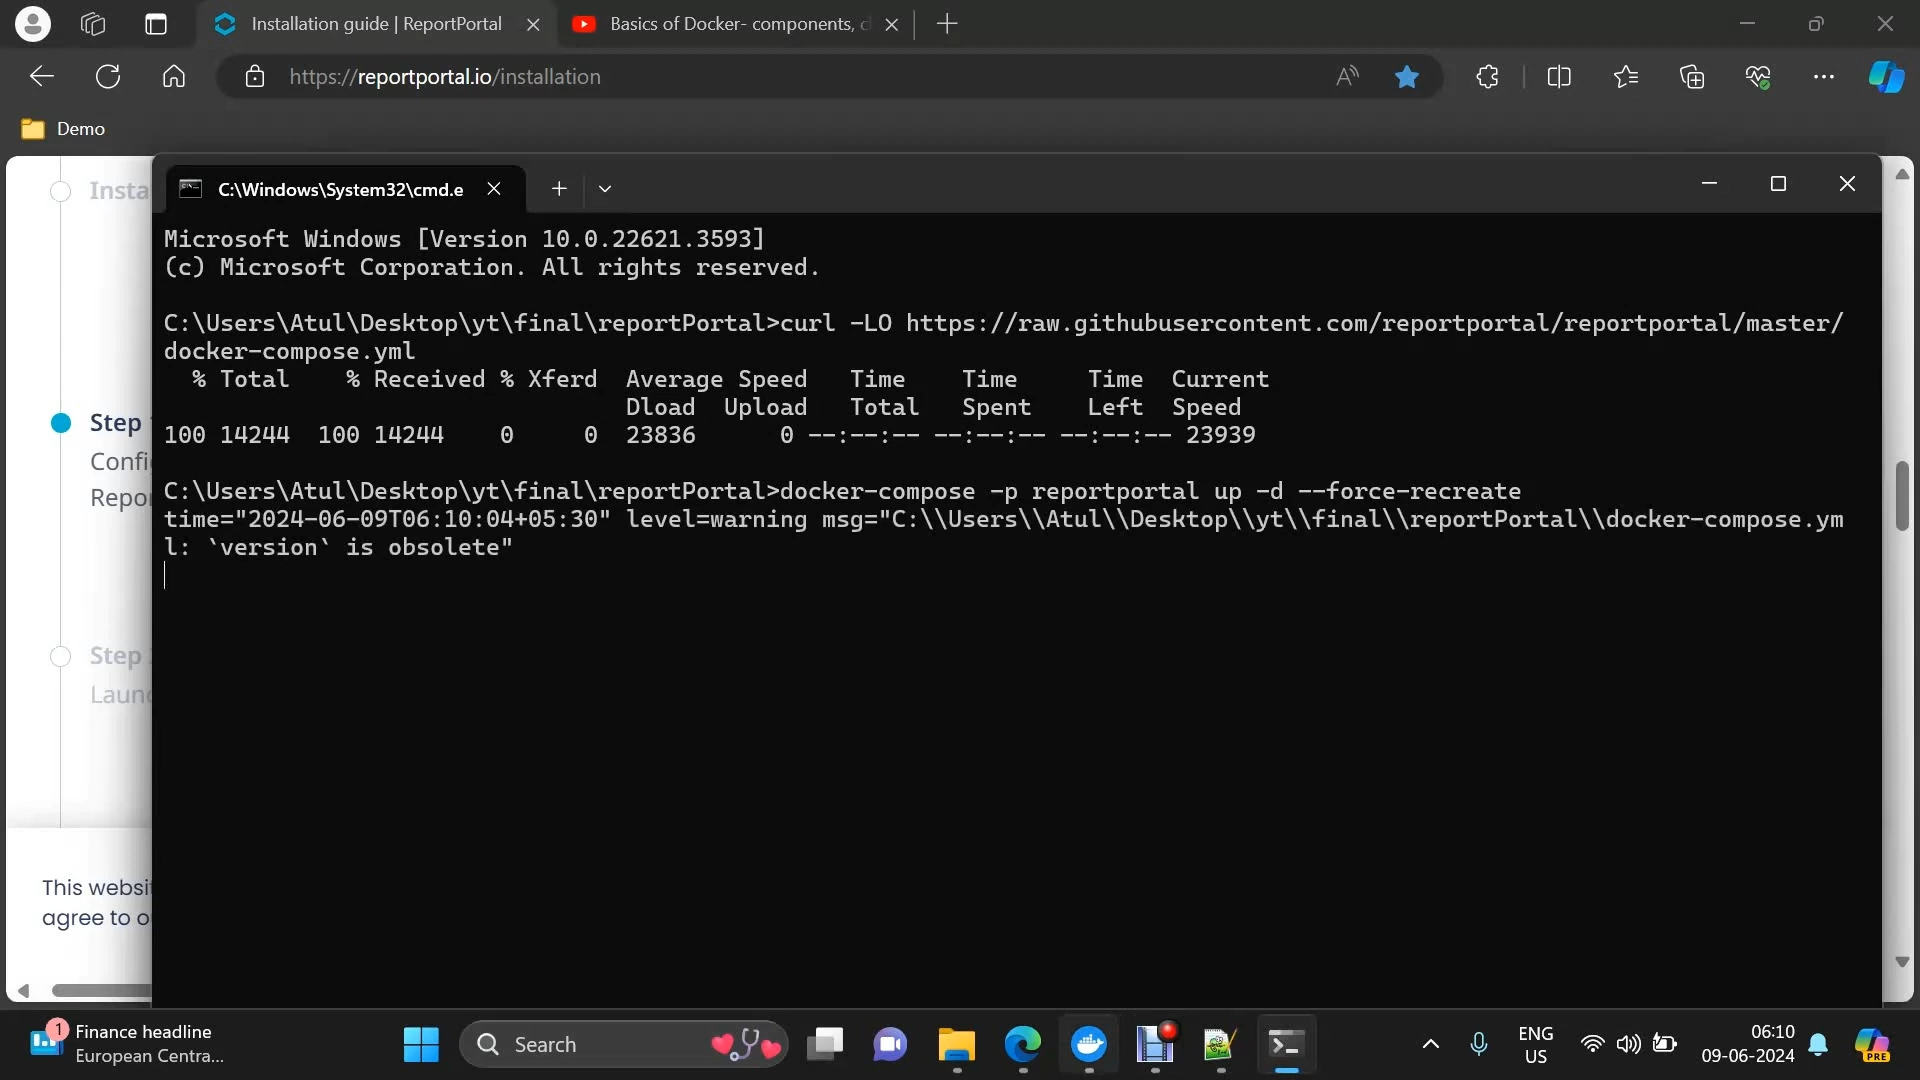 Installation guide | ReportPortal
Basics of Docker- components, c
https://reportportal.io/installation
Demo
C:\Windows\System32\cmd.e
Insta
Microsoft Windows [Version 10.0.22621.3593]
(c) Microsoft Corporation. All rights reserved.
C:\Users\Atul\Desktop\yt\final\reportPortal>curl -LO https://raw.githubusercontent.com/reportportal/reportportal/master/
docker-compose.yml
% Total % Received % Xferd Average Speed Time Time Time Current
Dload Upload Total Spent Left Speed
100 14244 100 14244 0 0 23836 0 --:--:-- --:--:-- --:--:-- 23939
Step
Confi
Repor
C:\Users\Atul\Desktop\yt\final\reportPortal>docker-compose -p reportportal up -d --force-recreate
time="2024-06-09T06:10:04+05:30" level=warning msg="C:\\Users\\Atul\\Desktop\\yt\\final\\reportPortal\\docker-compose.ym
l: `version` is obsolete"
Step
Laun
This websi
agree to o
1
Finance headline
European Centra...
Search
ENG
US
06:10
09-06-2024
PRE